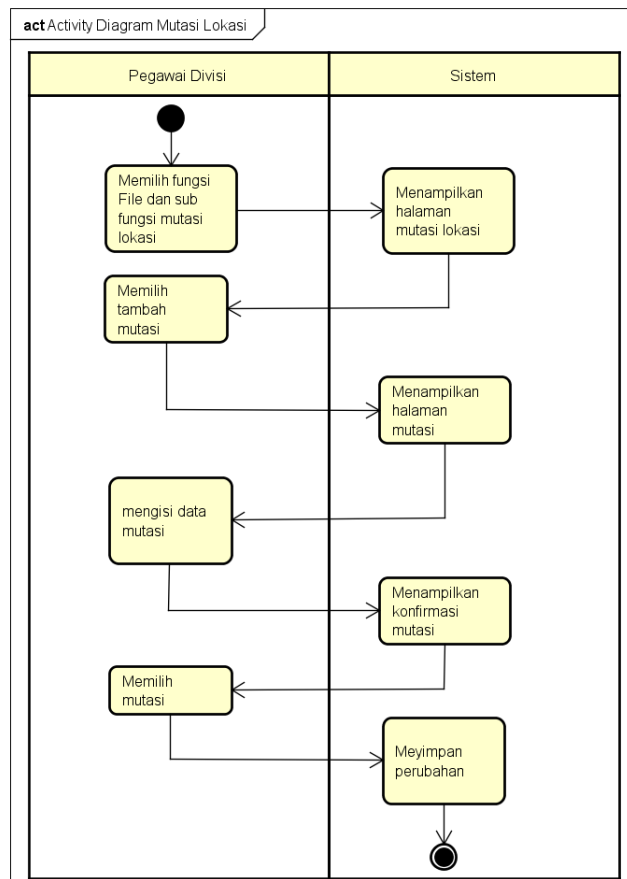 act Activity Diagram Mutasi Lokasi
Pegawai Divisi
Sistem
Memilih fungsi
File dan sub
fungsi mutasi
lokasi
Menampilkan
halaman
mutasi lokasi
Memilih
tambah
mutasi
Menampilkan
halaman
mutasi
mengisi data
mutasi
Menampilkan
konfirmasi
mutasi
Memilih
mutasi
Meyimpan
perubahan